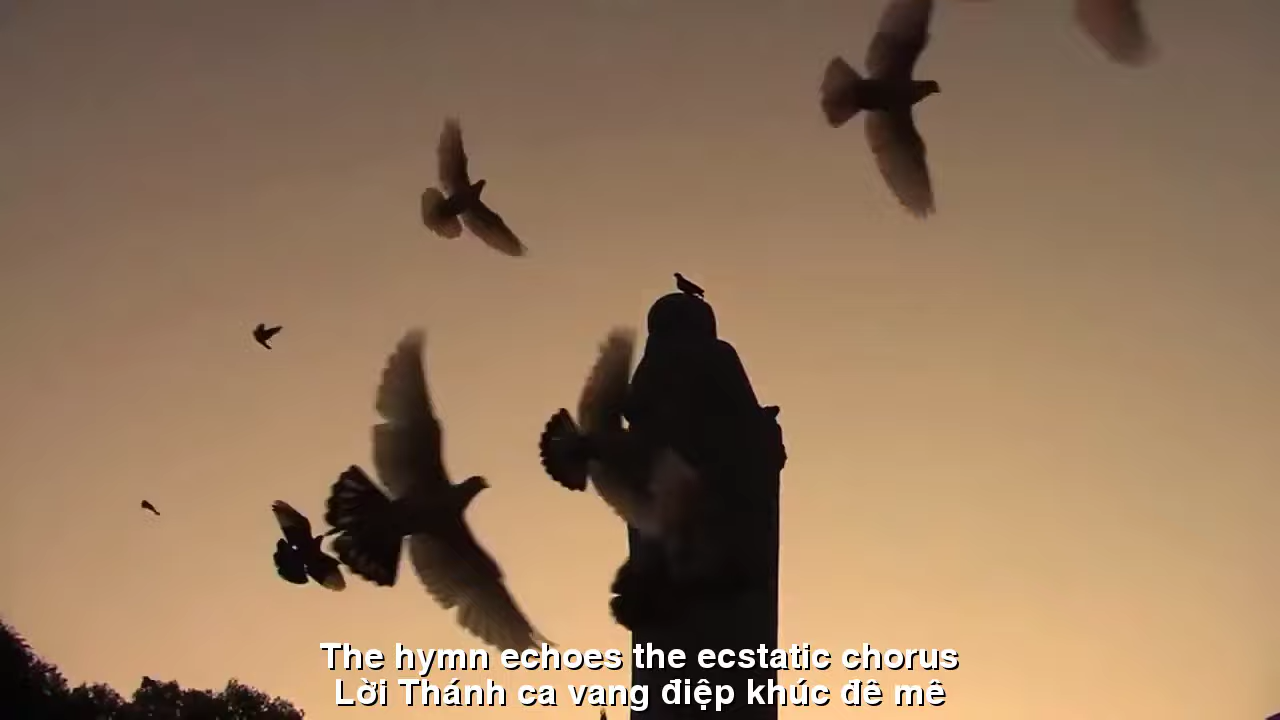 The hymn echoes the ecstatic chorus
Lời Thánh ca vang điệp khúc đê mê